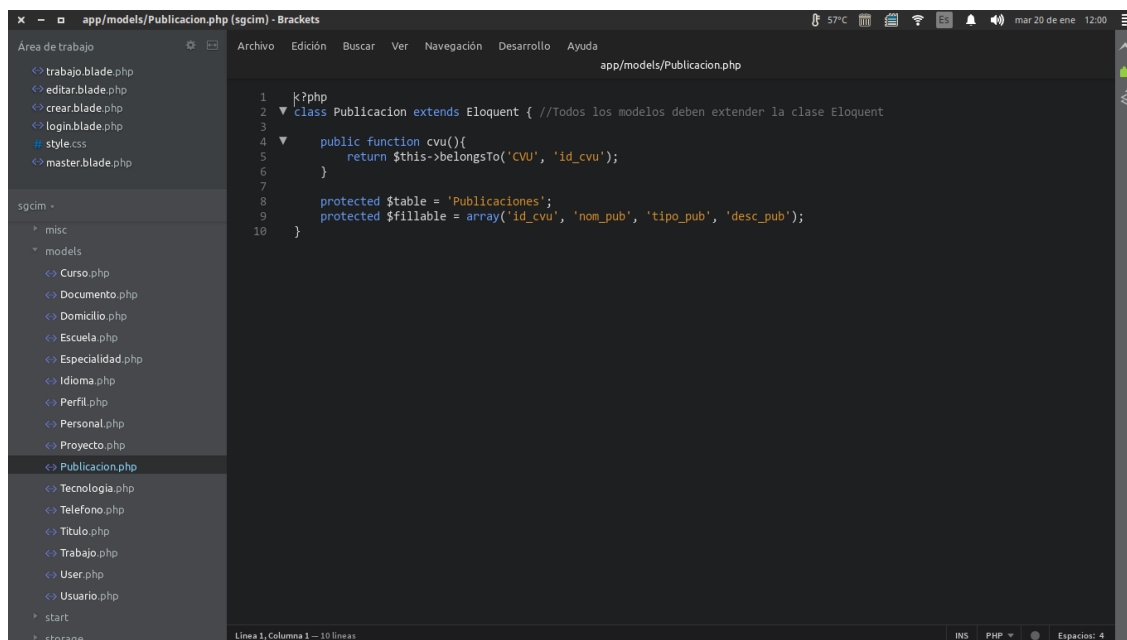 app/models/Publicacion.php (sgcim) - Brackets
57°C
Es
mar 20 de ene 12:00
Área de trabajo
trabajo.blade.php
editar.blade.php
crear.blade.php
login.blade.php
style.css
master.blade.php
sgcim
misc
models
Curso.php
Documento.php
Domicilio.php
Escuela.php
Especialidad.php
Idioma.php
Perfil.php
Personal.php
Proyecto.php
Publicacion.php
Tecnologia.php
Telefono.php
Titulo.php
Trabajo.php
User.php
Usuario.php
start
storage
Archivo Edición Buscar Ver Navegación Desarrollo Ayuda
app/models/Publicacion.php
1 <?php
2 class Publicacion extends Eloquent { //Todos los modelos deben extender la clase Eloquent
3
4 public function cvu(){
5 return $this->belongsTo('CVU', 'id_cvu');
6 }
7
8 protected $table = 'Publicaciones';
9 protected $fillable = array('id_cvu', 'nom_pub', 'tipo_pub', 'desc_pub');
10 }
Línea 1, Columna 1 — 10 líneas
INS PHP Espacios: 4